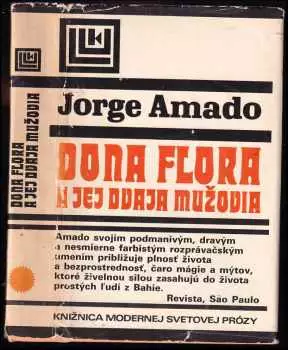 Jorge Amado
DONA FLORA
A JEJ DVAJA MUŽOVIA
Amado svojím podmanivým, dravým
a nesmierne farbistým rozprávačským
umením približuje plnosť života
a bezprostrednosť, čaro mágie a mýtov,
ktoré živelnou silou zasahujú do života
prostých ľudí z Bahie.
Revista, São Paulo
KNIŽNICA MODERNEJ SVETOVEJ PRÓZY
DONA FLORA
A JEJ DVAJA MUŽOVIA